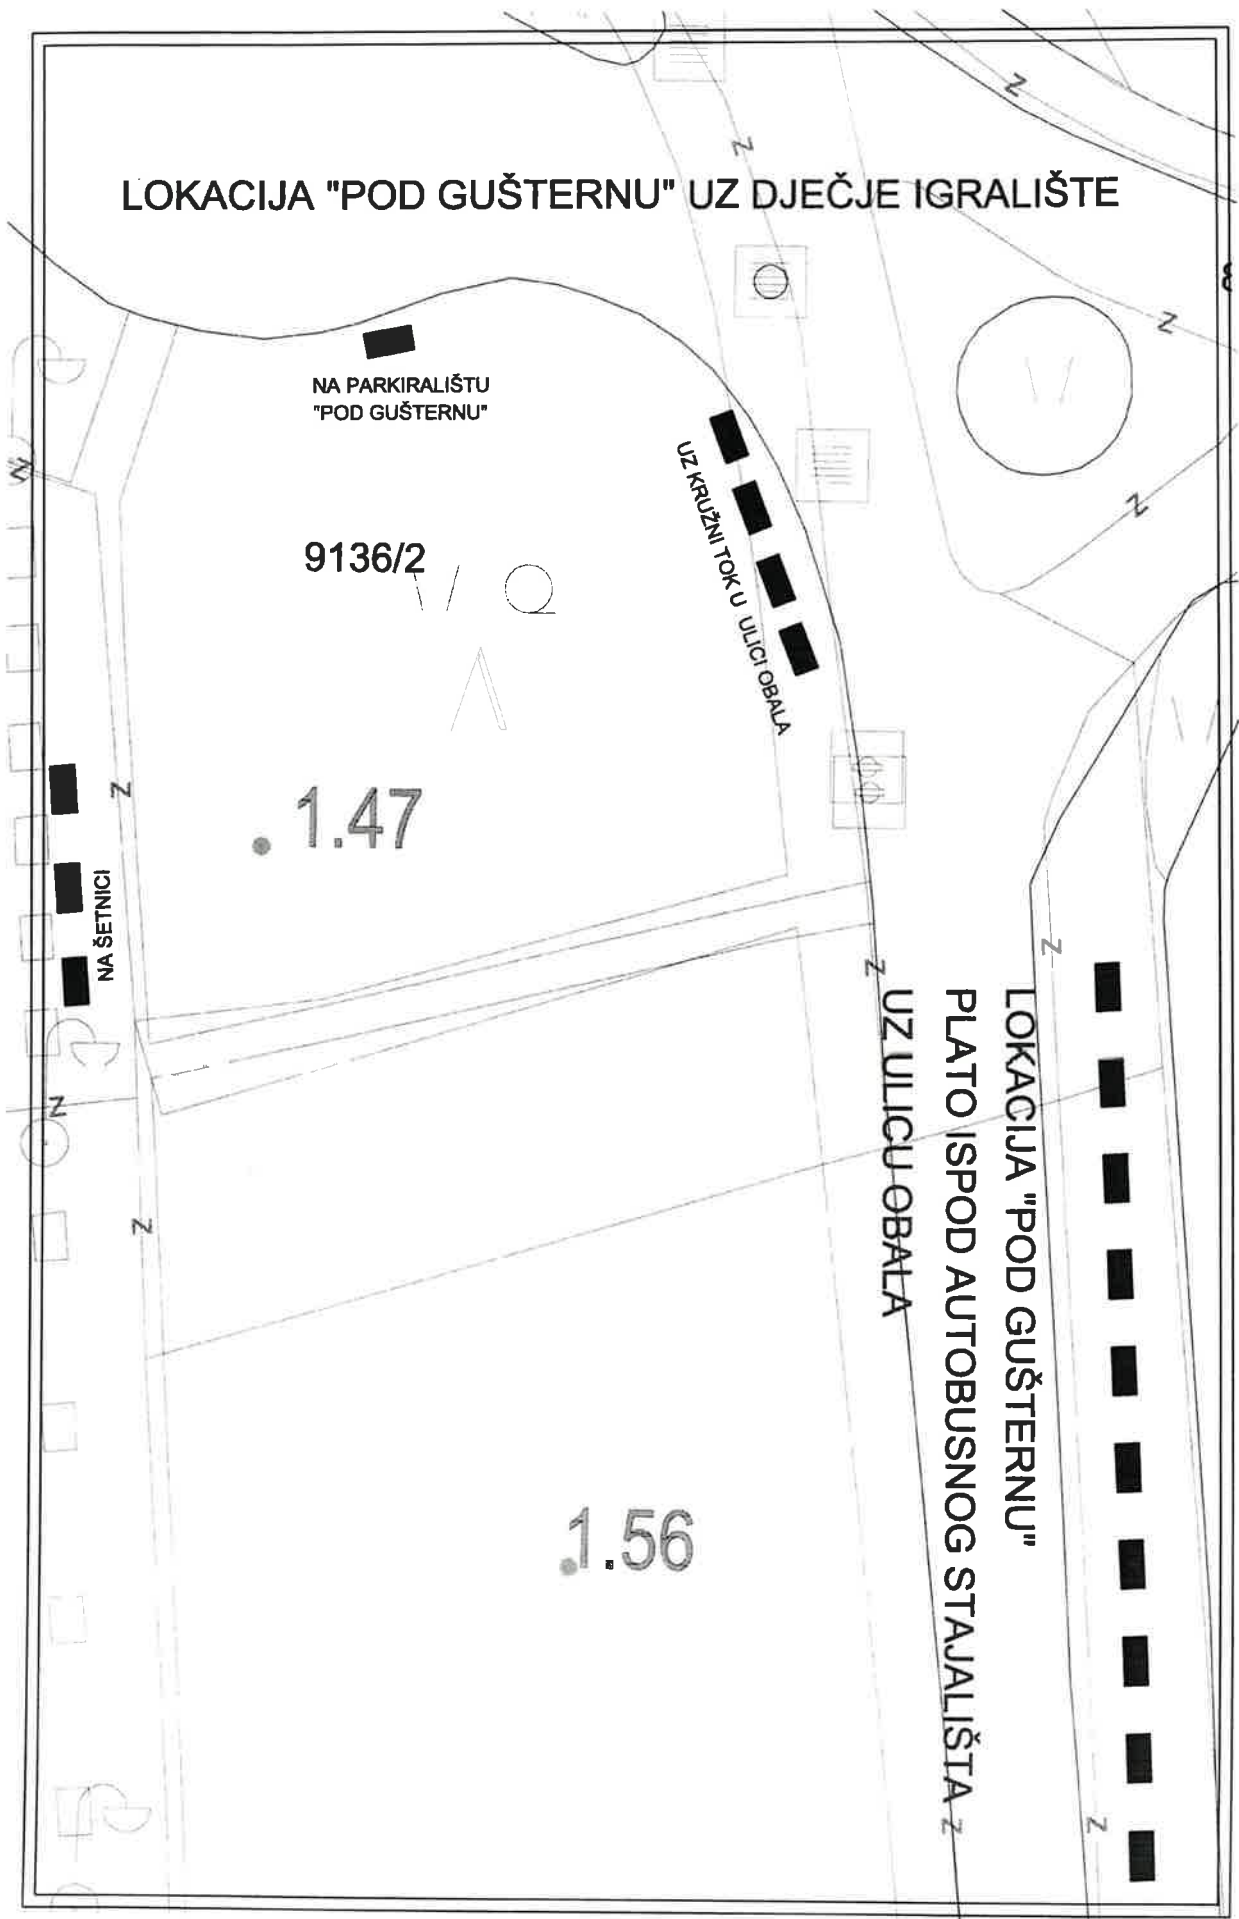 LOKACIJA "POD GUŠTERNU" UZ DJEČJE IGRALIŠTE
NA PARKIRALIŠTU
"POD GUŠTERNU"
UZ KRUŽNI TOK U ULICI OBALA
9136/2
1.47
NA ŠETNICI
LOKACIJA "POD GUŠTERNU"
PLATO ISPOD AUTOBUSNOG STAJALIŠTA
UZ ULICU OBALA
1.56